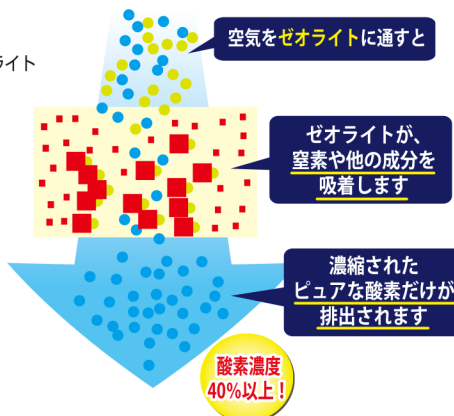 空気をゼオライトに通すと
ライト
ゼオライトが、
窒素や他の成分を
吸着します
濃縮された
ピュアな酸素だけが
排出されます
酸素濃度
40%以上！